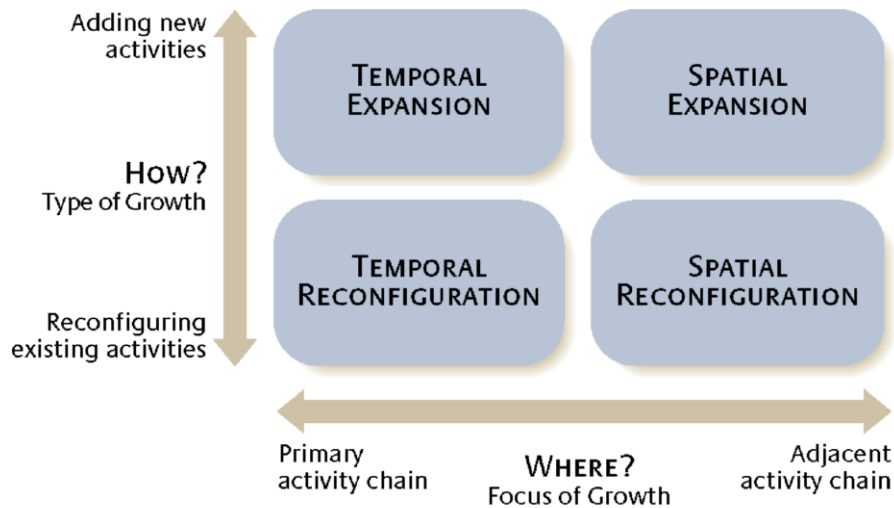 Adding new
activities
TEMPORAL
EXPANSION
SPATIAL
EXPANSION
HOW?
Type of Growth
TEMPORAL
RECONFIGURATION
SPATIAL
RECONFIGURATION
Reconfiguring
existing activities
Primary
activity chain
WHERE?
Focus of Growth
Adjacent
activity chain